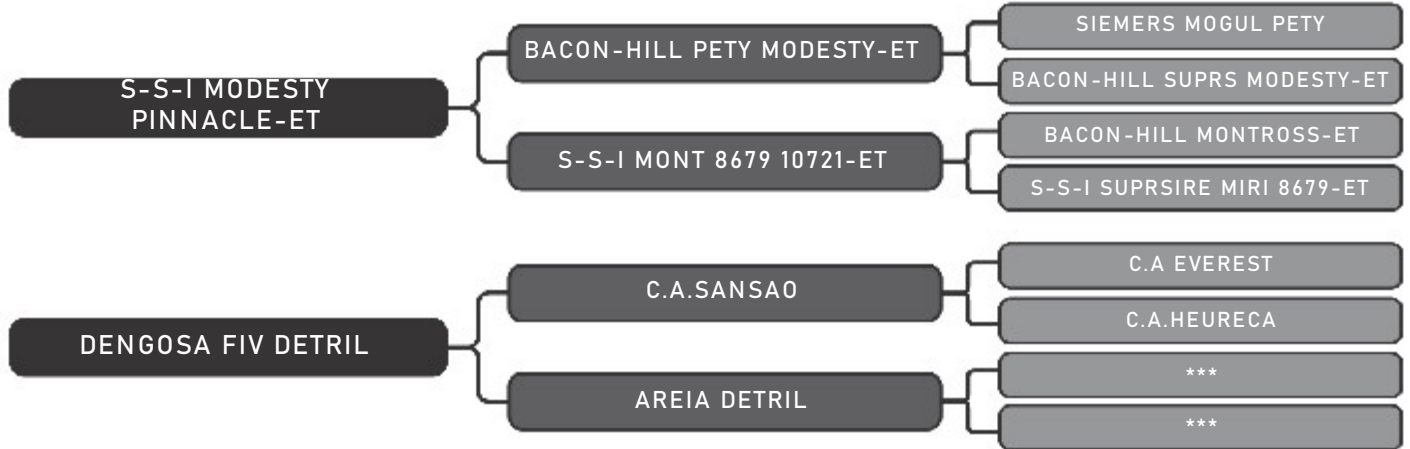 SIEMERS MOGUL PETY
BACON-HILL PETY MODESTY-ET
BACON-HILL SUPRS MODESTY-ET
S-S-I MODESTY
PINNACLE-ET
BACON-HILL MONTROSS-ET
S-S-I MONT 8679 10721-ET
S-S-I SUPRSIRE MIRI 8679-ET
C.A EVEREST
C.A.SANSAO
C.A.HEURECA
DENGOSA FIV DETRIL
***
AREIA DETRIL
***